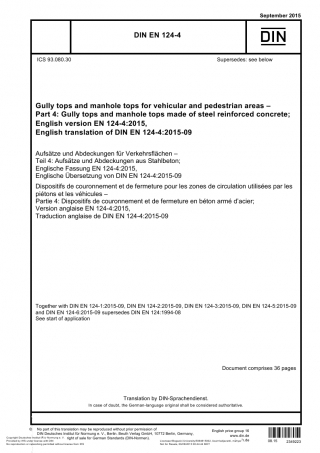 September 2015
DIN EN 124-4
DIN
ICS 93.080.30
Supersedes: see below
Gully tops and manhole tops for vehicular and pedestrian areas –
Part 4: Gully tops and manhole tops made of steel reinforced concrete;
English version EN 124-4:2015,
English translation of DIN EN 124-4:2015-09
Aufsätze und Abdeckungen für Verkehrsflächen –
Teil 4: Aufsätze und Abdeckungen aus Stahlbeton;
Englische Fassung EN 124-4:2015,
Englische Übersetzung von DIN EN 124-4:2015-09
Dispositifs de couronnement et de fermeture pour les zones de circulation utilisées par les
piétons et les véhicules –
Partie 4: Dispositifs de couronnement et de fermeture en béton armé d'acier;
Version anglaise EN 124-4:2015,
Traduction anglaise de DIN EN 124-4:2015-09
Together with DIN EN 124-1:2015-09, DIN EN 124-2:2015-09, DIN EN 124-3:2015-09, DIN EN 124-5:2015-09
and DIN EN 124-6:2015-09 supersedes DIN EN 124:1994-08
See start of application
Document comprises 36 pages
Translation by DIN-Sprachendienst.
In case of doubt, the German-language original shall be considered authoritative.
© No part of this translation may be reproduced without prior permission of
DIN Deutsches Institut für Normung e. V., Berlin. Beuth Verlag GmbH, 10772 Berlin, Germany,
right of sale for German Standards (DIN-Normen).
English price group 16
www.din.de